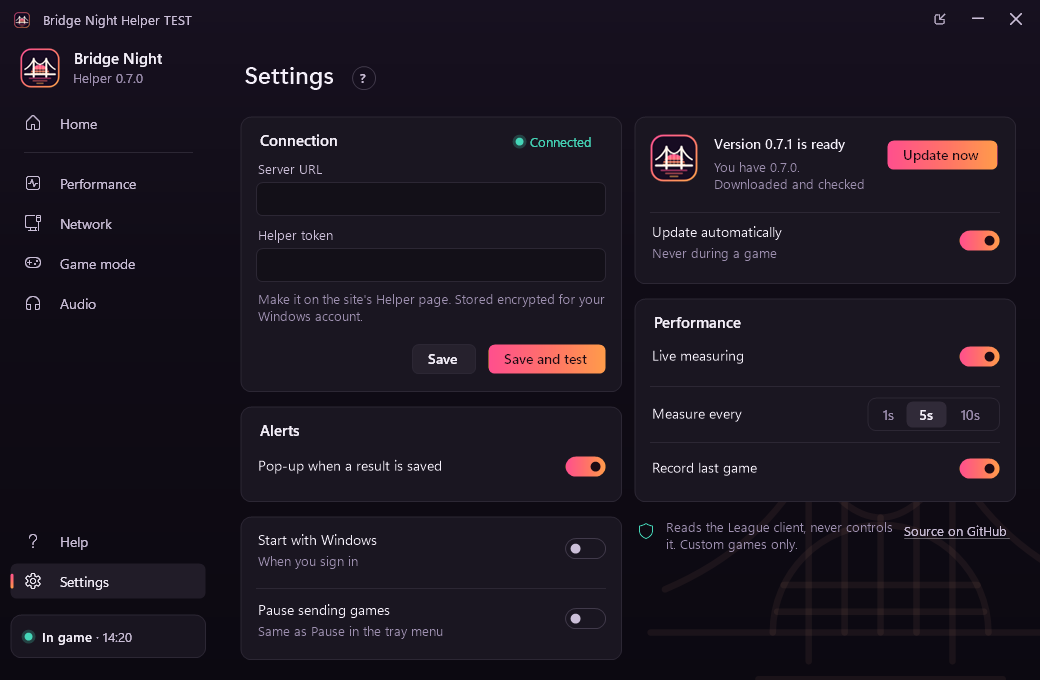 Bridge Night Helper TEST
Bridge Night
Helper 0.7.0
Home
Performance
Network
Game mode
Audio
? Help
Settings
In game · 14:20
Settings ?
Connection
Connected
Server URL
Helper token
Make it on the site's Helper page. Stored encrypted for your
Windows account.
Save
Save and test
Alerts
Pop-up when a result is saved
Start with Windows
When you sign in
Pause sending games
Same as Pause in the tray menu
Version 0.7.1 is ready
You have 0.7.0.
Downloaded and checked
Update now
Update automatically
Never during a game
Performance
Live measuring
Measure every
1s 5s 10s
Record last game
Reads the League client, never controls
it. Custom games only.
Source on GitHub